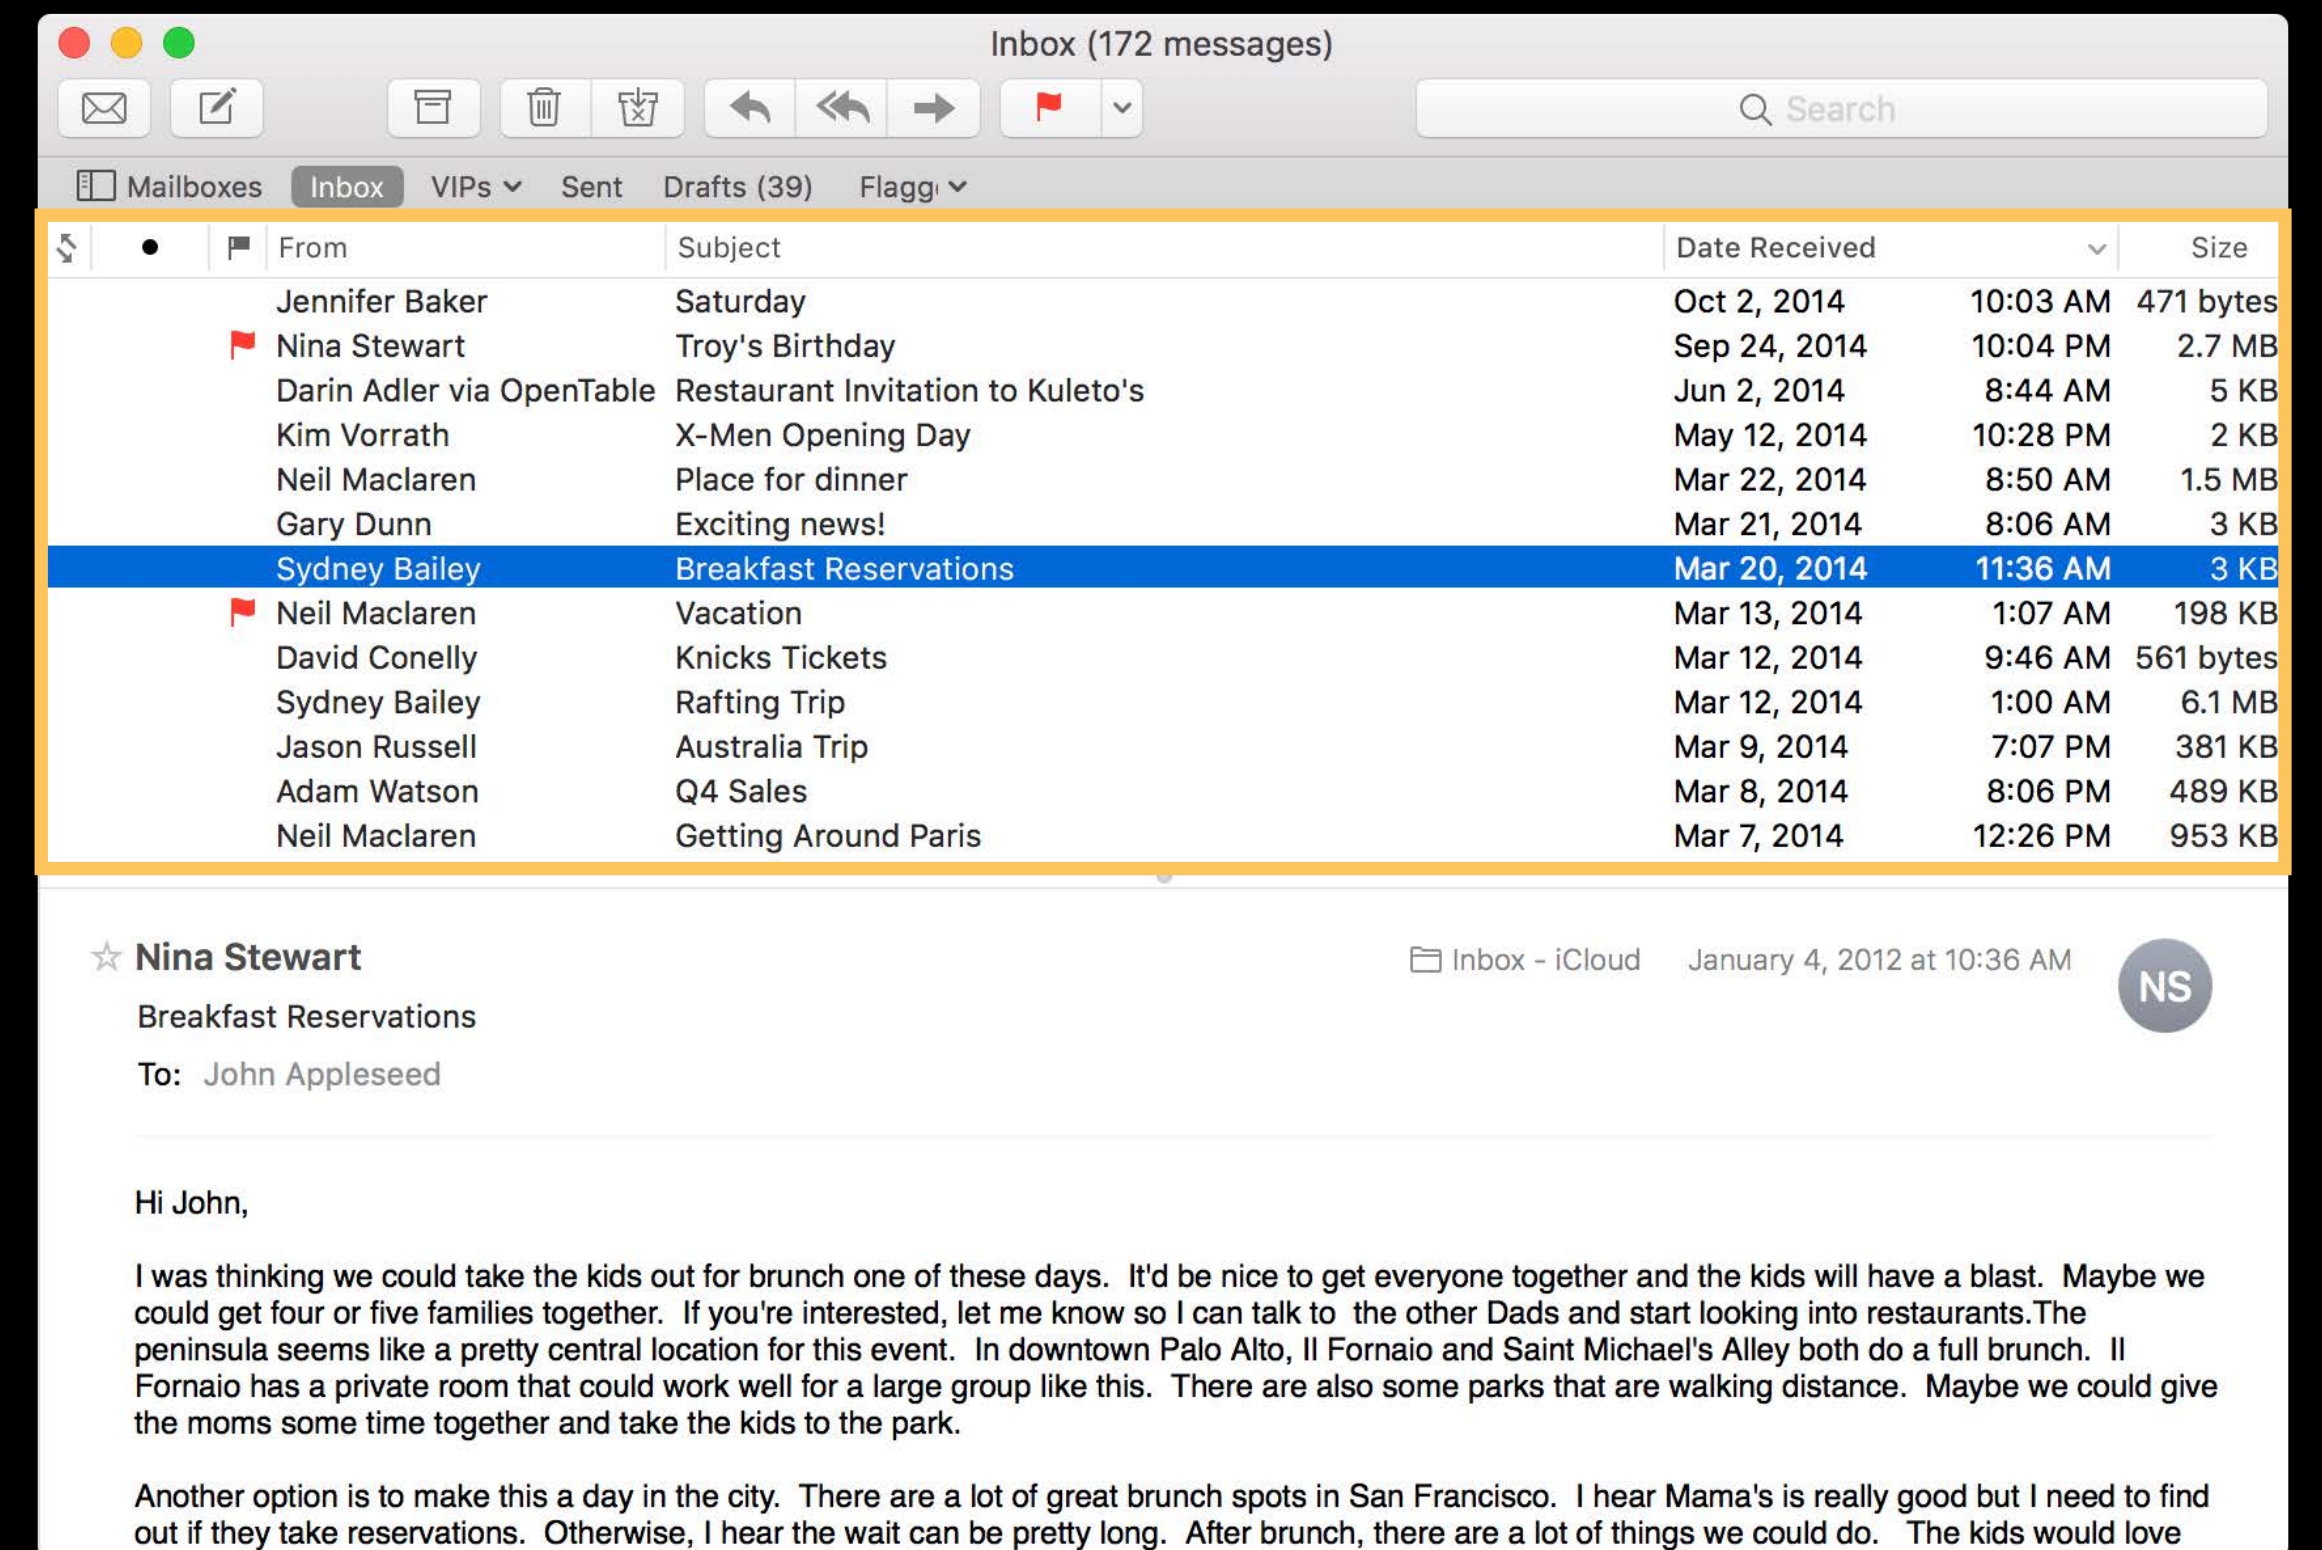 Inbox (172 messages)
Search
Mailboxes Inbox VIPs Sent Drafts (39) Flagg
From Subject Date Received Size
Jennifer Baker Saturday Oct 2, 2014 10:03 AM 471 bytes
Nina Stewart Troy's Birthday Sep 24, 2014 10:04 PM 2.7 MB
Darin Adler via OpenTable Restaurant Invitation to Kuleto's Jun 2, 2014 8:44 AM 5 KB
Kim Vorrath X-Men Opening Day May 12, 2014 10:28 PM 2 KB
Neil Maclaren Place for dinner Mar 22, 2014 8:50 AM 1.5 MB
Gary Dunn Exciting news! Mar 21, 2014 8:06 AM 3 KB
Sydney Bailey Breakfast Reservations Mar 20, 2014 11:36 AM 3 KB
Neil Maclaren Vacation Mar 13, 2014 1:07 AM 198 KB
David Conelly Knicks Tickets Mar 12, 2014 9:46 AM 561 bytes
Sydney Bailey Rafting Trip Mar 12, 2014 1:00 AM 6.1 MB
Jason Russell Australia Trip Mar 9, 2014 7:07 PM 381 KB
Adam Watson Q4 Sales Mar 8, 2014 8:06 PM 489 KB
Neil Maclaren Getting Around Paris Mar 7, 2014 12:26 PM 953 KB
Nina Stewart Inbox - iCloud January 4, 2012 at 10:36 AM NS
Breakfast Reservations
To: John Appleseed
Hi John,
I was thinking we could take the kids out for brunch one of these days. It'd be nice to get everyone together and the kids will have a blast. Maybe we
could get four or five families together. If you're interested, let me know so I can talk to the other Dads and start looking into restaurants.The
peninsula seems like a pretty central location for this event. In downtown Palo Alto, Il Fornaio and Saint Michael's Alley both do a full brunch. Il
Fornaio has a private room that could work well for a large group like this. There are also some parks that are walking distance. Maybe we could give
the moms some time together and take the kids to the park.
Another option is to make this a day in the city. There are a lot of great brunch spots in San Francisco. I hear Mama's is really good but I need to find
out if they take reservations. Otherwise, I hear the wait can be pretty long. After brunch, there are a lot of things we could do. The kids would love